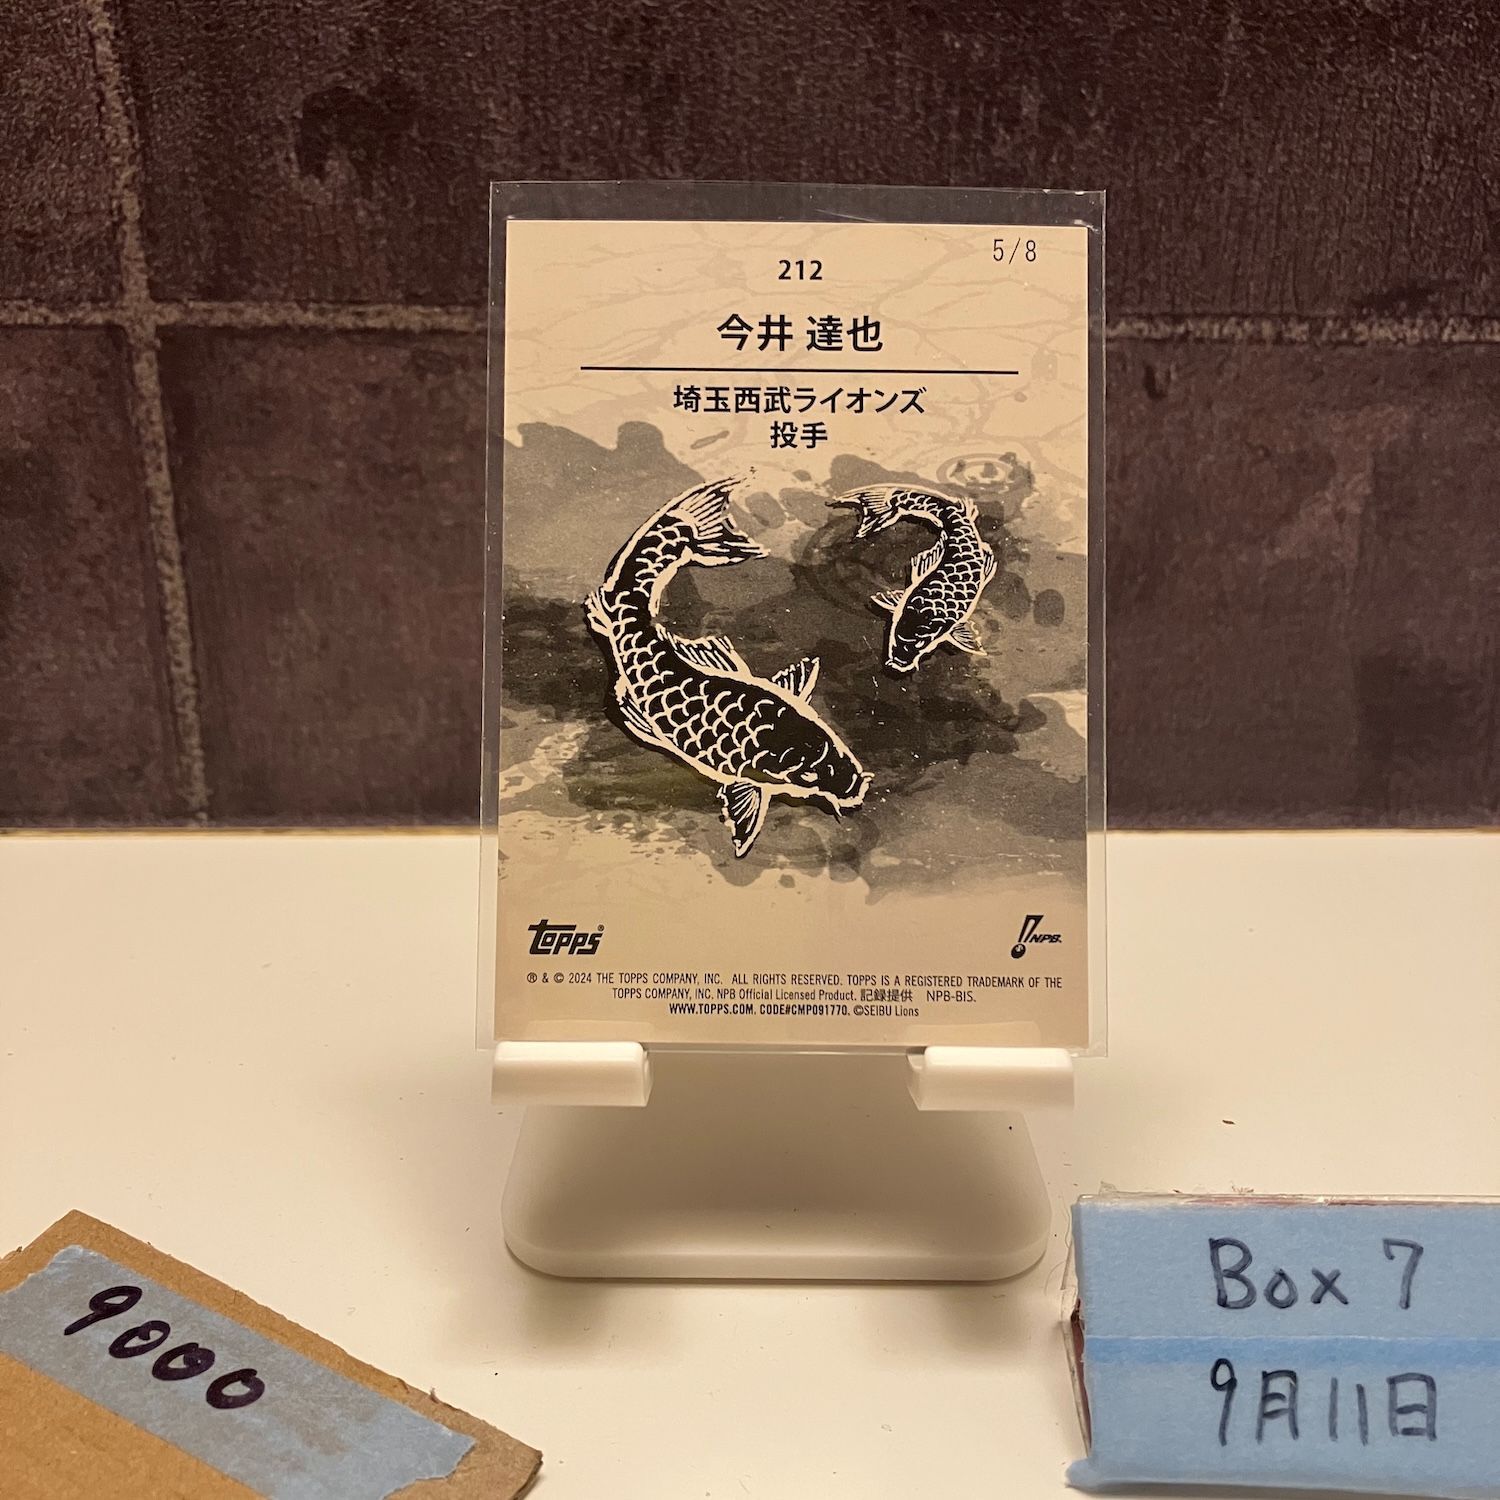 5/8
212
今井 達也
埼玉西武ライオンズ
投手
topps®
NPB.
® & © 2024 THE TOPPS COMPANY, INC. ALL RIGHTS RESERVED. TOPPS IS A REGISTERED TRADEMARK OF THE
TOPPS COMPANY, INC. NPB Official Licensed Product. 記録提供 NPB-BIS.
WWW.TOPPS.COM. CODE#CMP091770. ©SEIBU Lions
9000
Box 7
9月11日